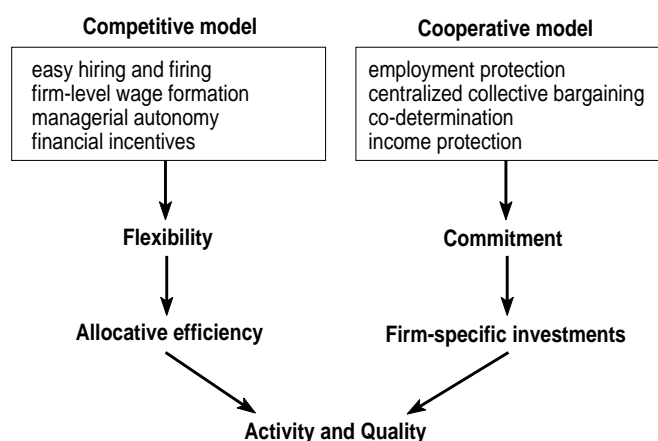 Competitive model
easy hiring and firing
firm-level wage formation
managerial autonomy
financial incentives
Flexibility
Allocative efficiency
Cooperative model
employment protection
centralized collective bargaining
co-determination
income protection
Commitment
Firm-specific investments
Activity and Quality